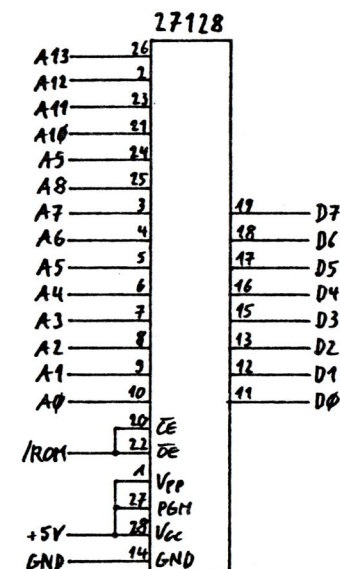 27128
A13 26
A12 2
A11 23
A10 21
A5 24
A8 25
A7 3 19 D7
A6 4 18 D6
A5 5 17 D5
A4 6 16 D4
A3 7 15 D3
A2 8 13 D2
A1 9 12 D1
A0 10 11 D0
20 CE
/ROM 22 OE
1 Vpp
27 PGM
+5V 28 Vcc
GND 14 GND